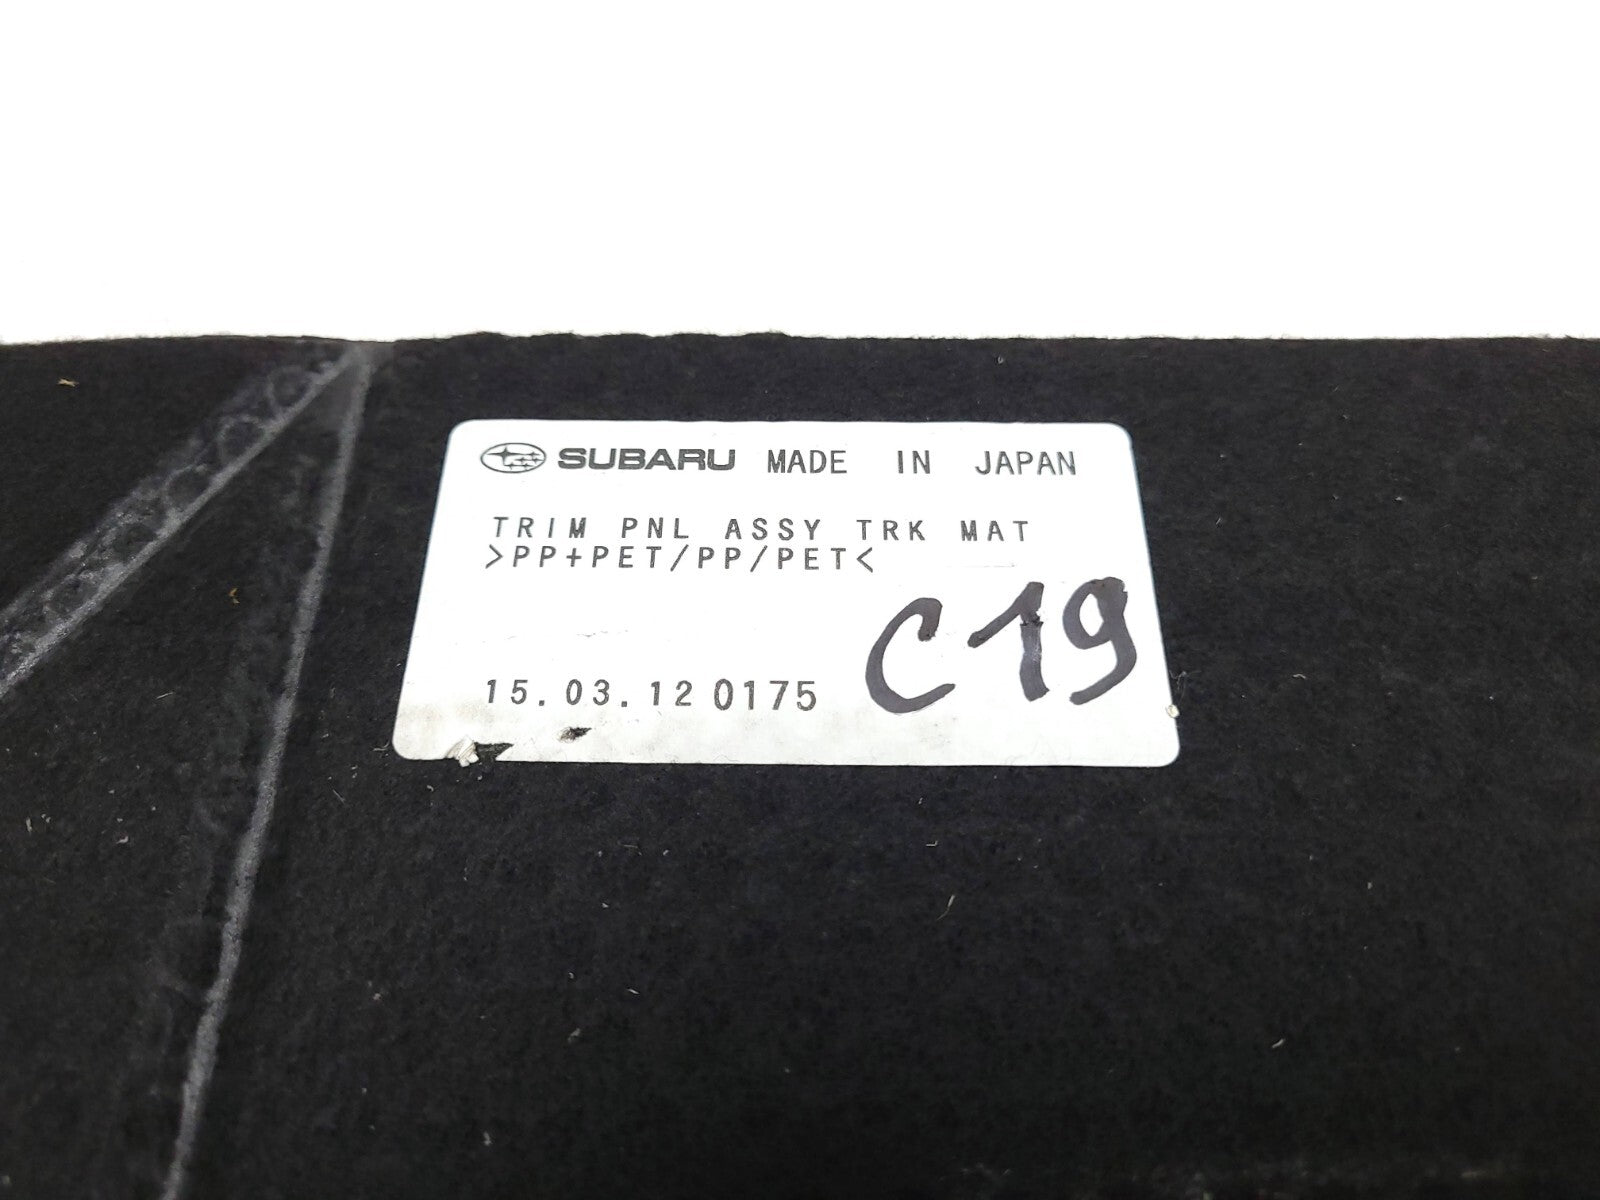 SUBARU MADE IN JAPAN
TRIM PNL ASSY TRK MAT
>PP+PET/PP/PET<
C19
15.03.12 0175